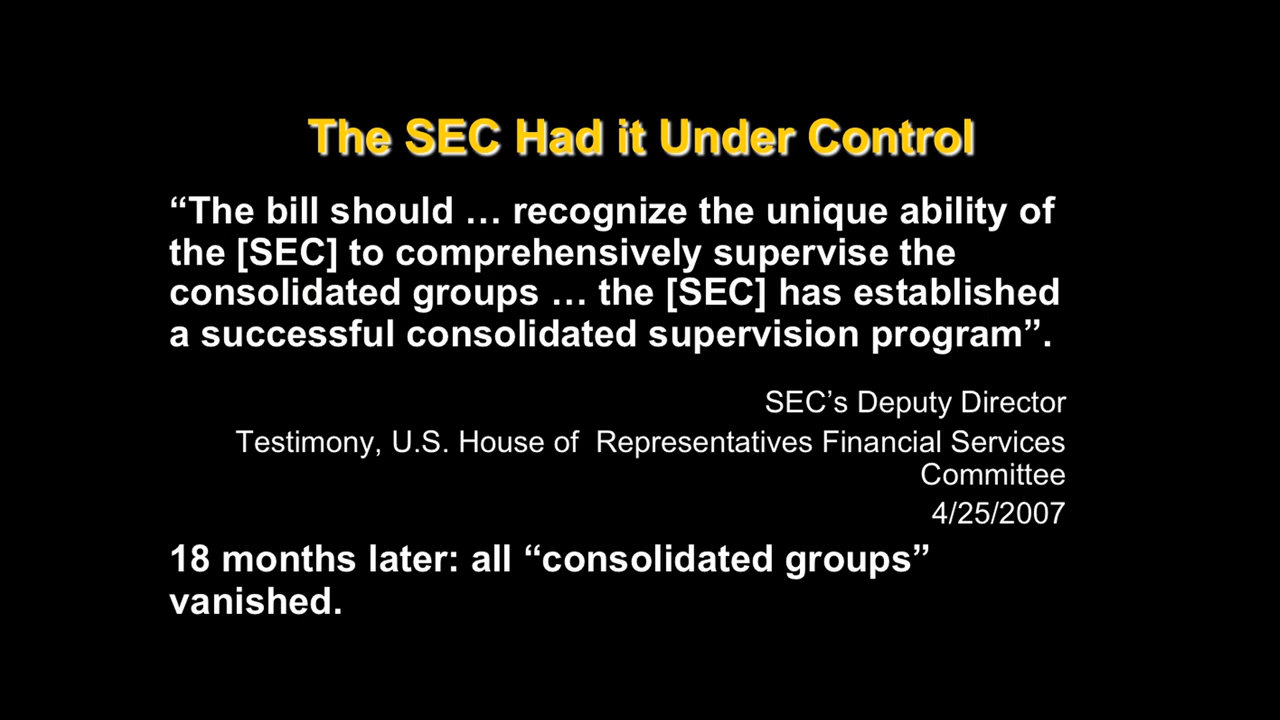 The SEC Had it Under Control
“The bill should … recognize the unique ability of
the [SEC] to comprehensively supervise the
consolidated groups … the [SEC] has established
a successful consolidated supervision program”.
SEC’s Deputy Director
Testimony, U.S. House of  Representatives Financial Services
Committee
4/25/2007
18 months later: all “consolidated groups”
vanished.